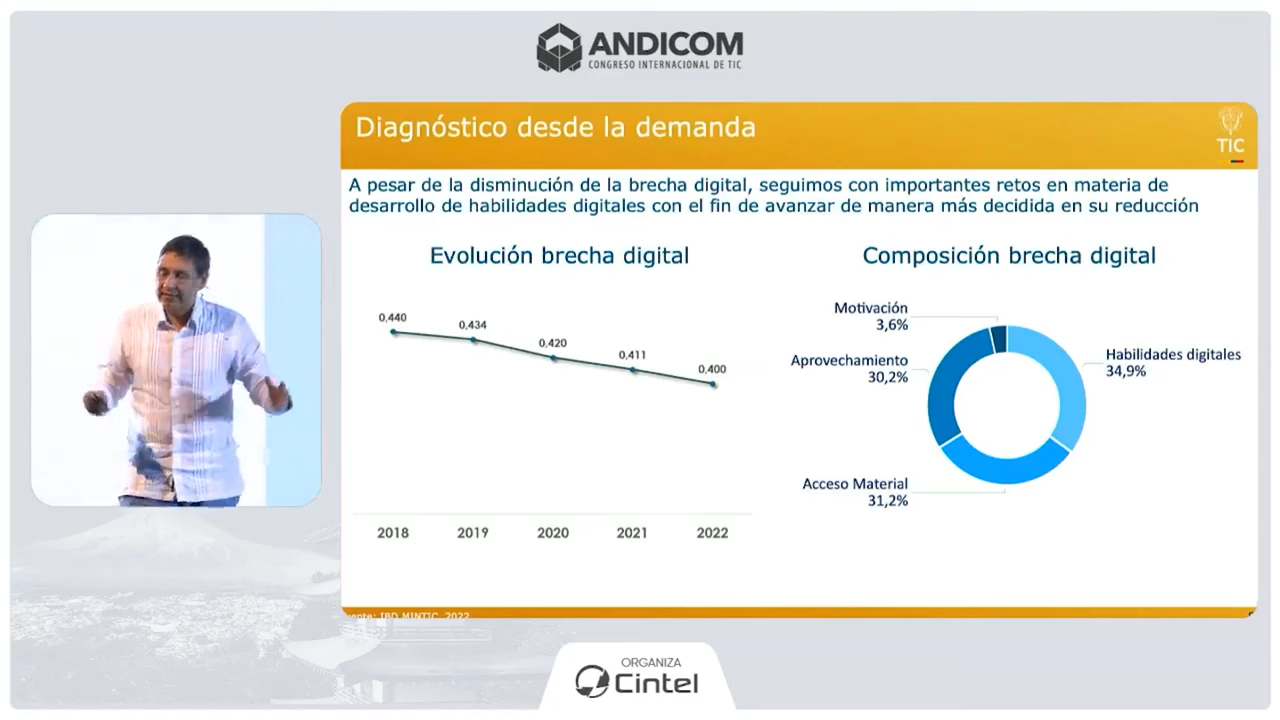 ANDICOM
CONGRESO INTERNACIONAL DE TIC
Diagnóstico desde la demanda
TIC
A pesar de la disminución de la brecha digital, seguimos con importantes retos en materia de
desarrollo de habilidades digitales con el fin de avanzar de manera más decidida en su reducción
Evolución brecha digital
0,440
0,434
0,420
0,411
0,400
2018 2019 2020 2021 2022
Composición brecha digital
Motivación
3,6%
Aprovechamiento
30,2%
Habilidades digitales
34,9%
Acceso Material
31,2%
IBD MINTIC, 2022
ORGANIZA
Cintel